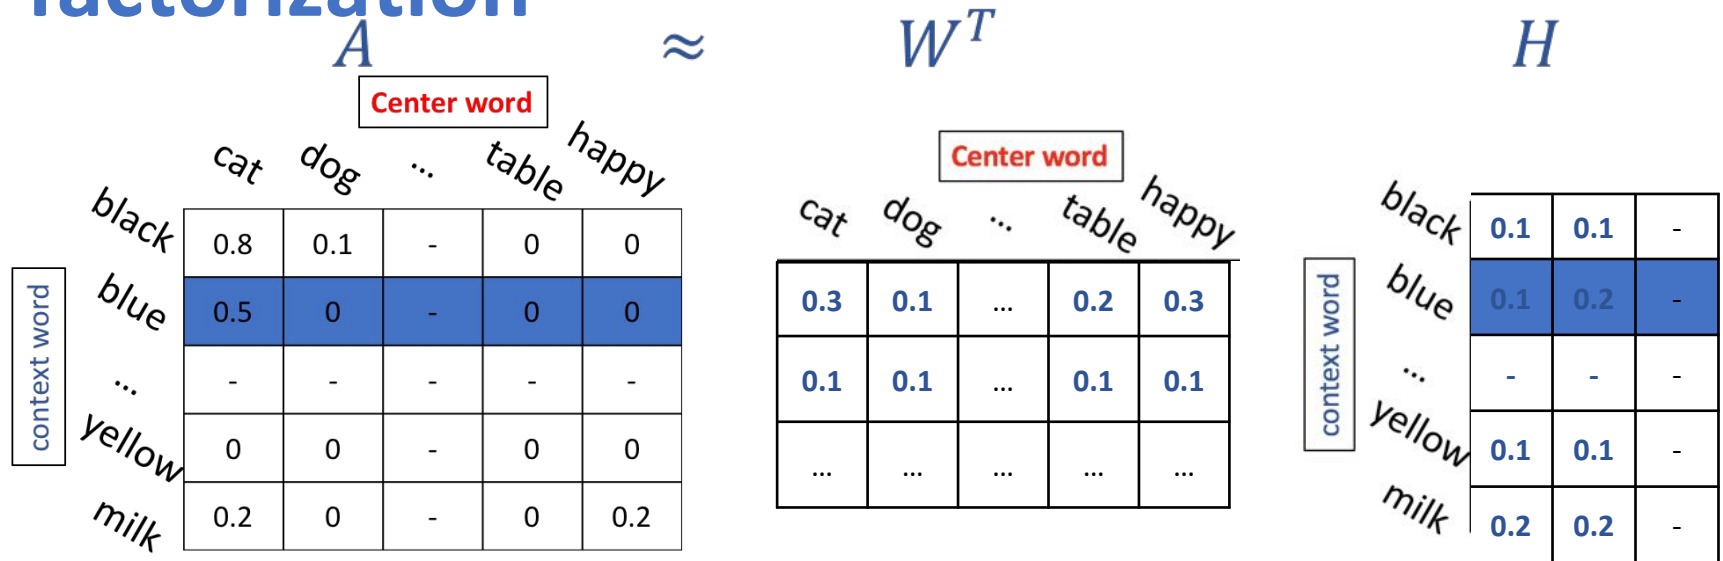 factorization
A ≈ W^T H
Center word
cat dog ... table happy
black 0.8 0.1 - 0 0
blue 0.5 0 - 0 0
... - - - - -
yellow 0 0 - 0 0
milk 0.2 0 - 0 0.2
context word
Center word
cat dog ... table happy
0.3 0.1 ... 0.2 0.3
0.1 0.1 ... 0.1 0.1
... ... ... ... ...
context word
black 0.1 0.1 -
blue 0.1 0.2 -
... - - -
yellow 0.1 0.1 -
milk 0.2 0.2 -